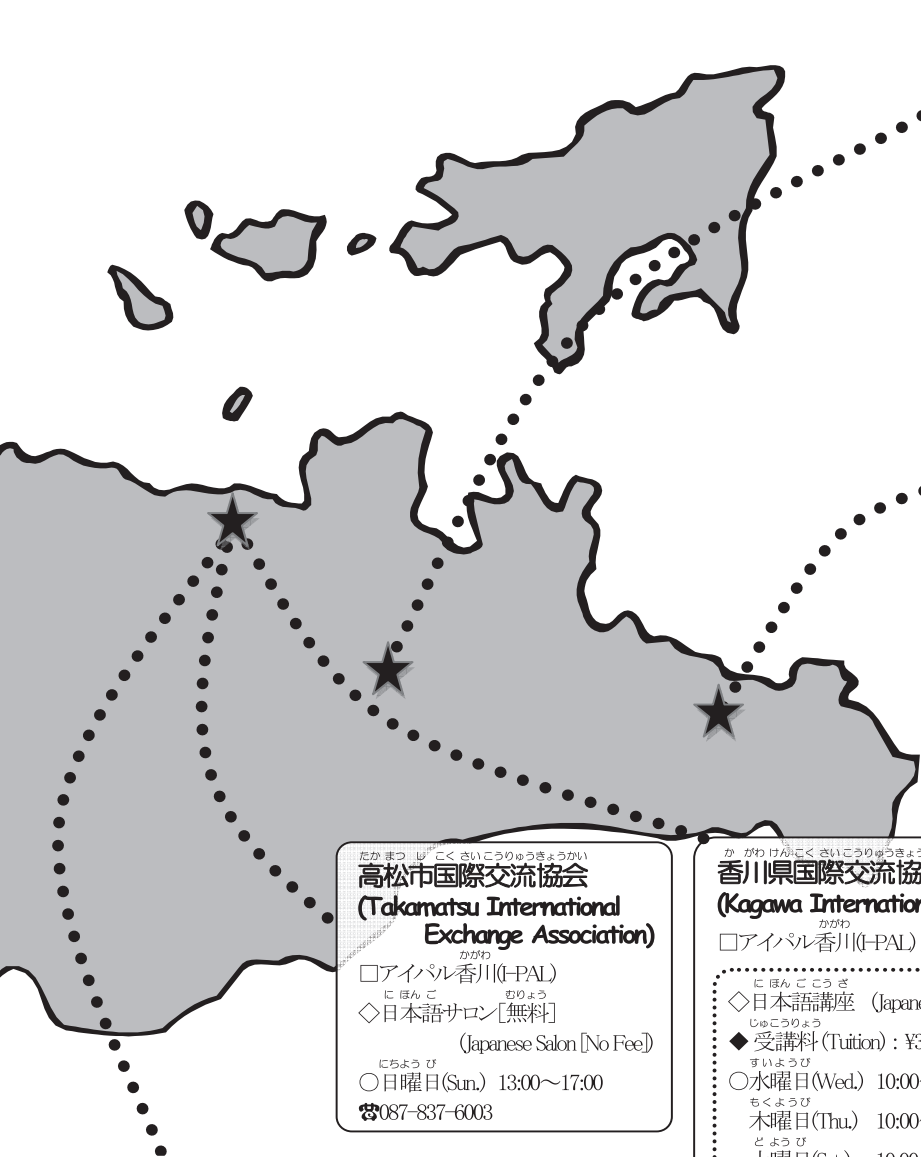 たかまつ し こくさいこうりゅうきょうかい
高松市国際交流協会
(Takamatsu International
Exchange Association)
かがわ
□アイパル香川(I-PAL)
に ほん ご むりょう
◇日本語サロン[無料]
(Japanese Salon [No Fee])
にちよう び
○日曜日(Sun.) 13:00～17:00
☎087-837-6003
か がわ けん こく さい こうりゅうきょう
香川県国際交流協
(Kagawa Internation
かがわ
□アイパル香川(I-PAL)
に ほん ご こう ざ
◇日本語講座 (Japane
じゅこうりょう
◆ 受講料(Tuition) : ¥3
すいようび
○水曜日(Wed.) 10:00
もくようび
木曜日(Thu.) 10:00
ど よう び